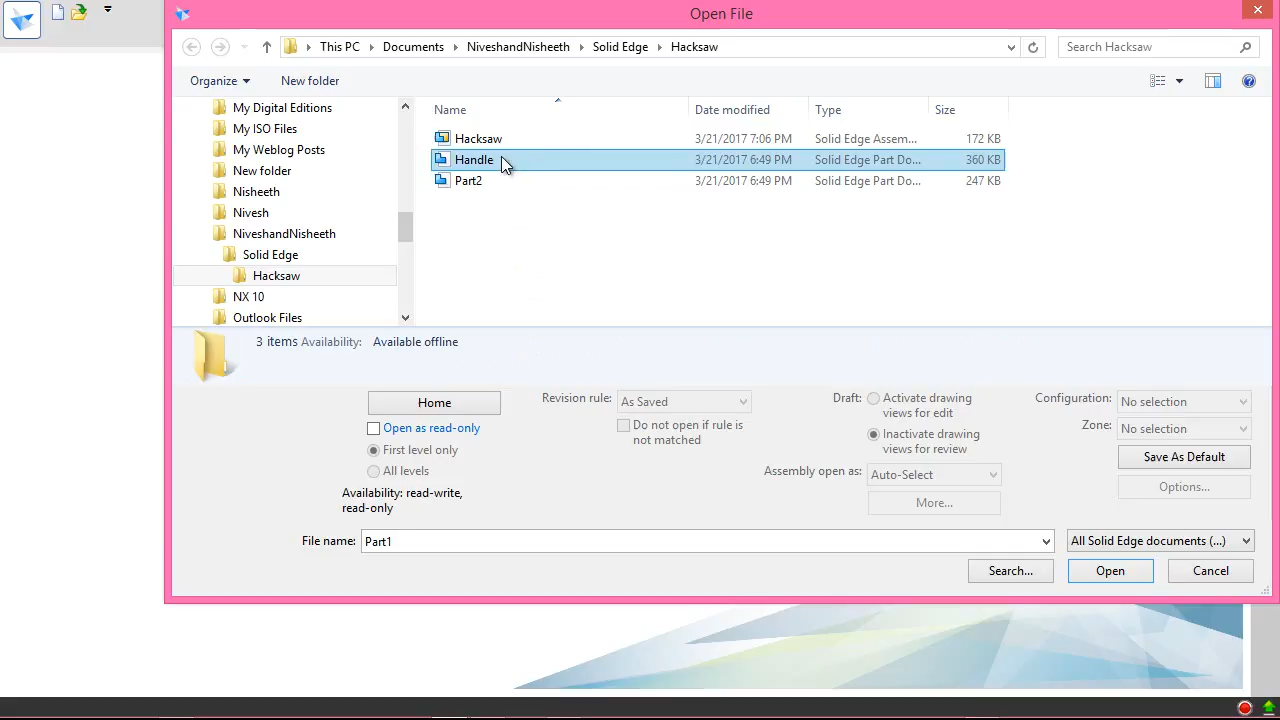 Open File
This PC Documents NiveshandNisheeth Solid Edge Hacksaw
Search Hacksaw
Organize New folder
My Digital Editions
My ISO Files
My Weblog Posts
New folder
Nisheeth
Nivesh
NiveshandNisheeth
Solid Edge
Hacksaw
NX 10
Outlook Files
Name Date modified Type Size
Hacksaw 3/21/2017 7:06 PM Solid Edge Assem... 172 KB
Handle 3/21/2017 6:49 PM Solid Edge Part Do... 360 KB
Part2 3/21/2017 6:49 PM Solid Edge Part Do... 247 KB
3 items Availability: Available offline
Home
Open as read-only
First level only
All levels
Availability: read-write,
read-only
Revision rule: As Saved
Do not open if rule is
not matched
Draft: Activate drawing
views for edit
Inactivate drawing
views for review
Assembly open as: Auto-Select
More...
Configuration: No selection
Zone: No selection
Save As Default
Options...
File name: Part1
All Solid Edge documents (...)
Search... Open Cancel